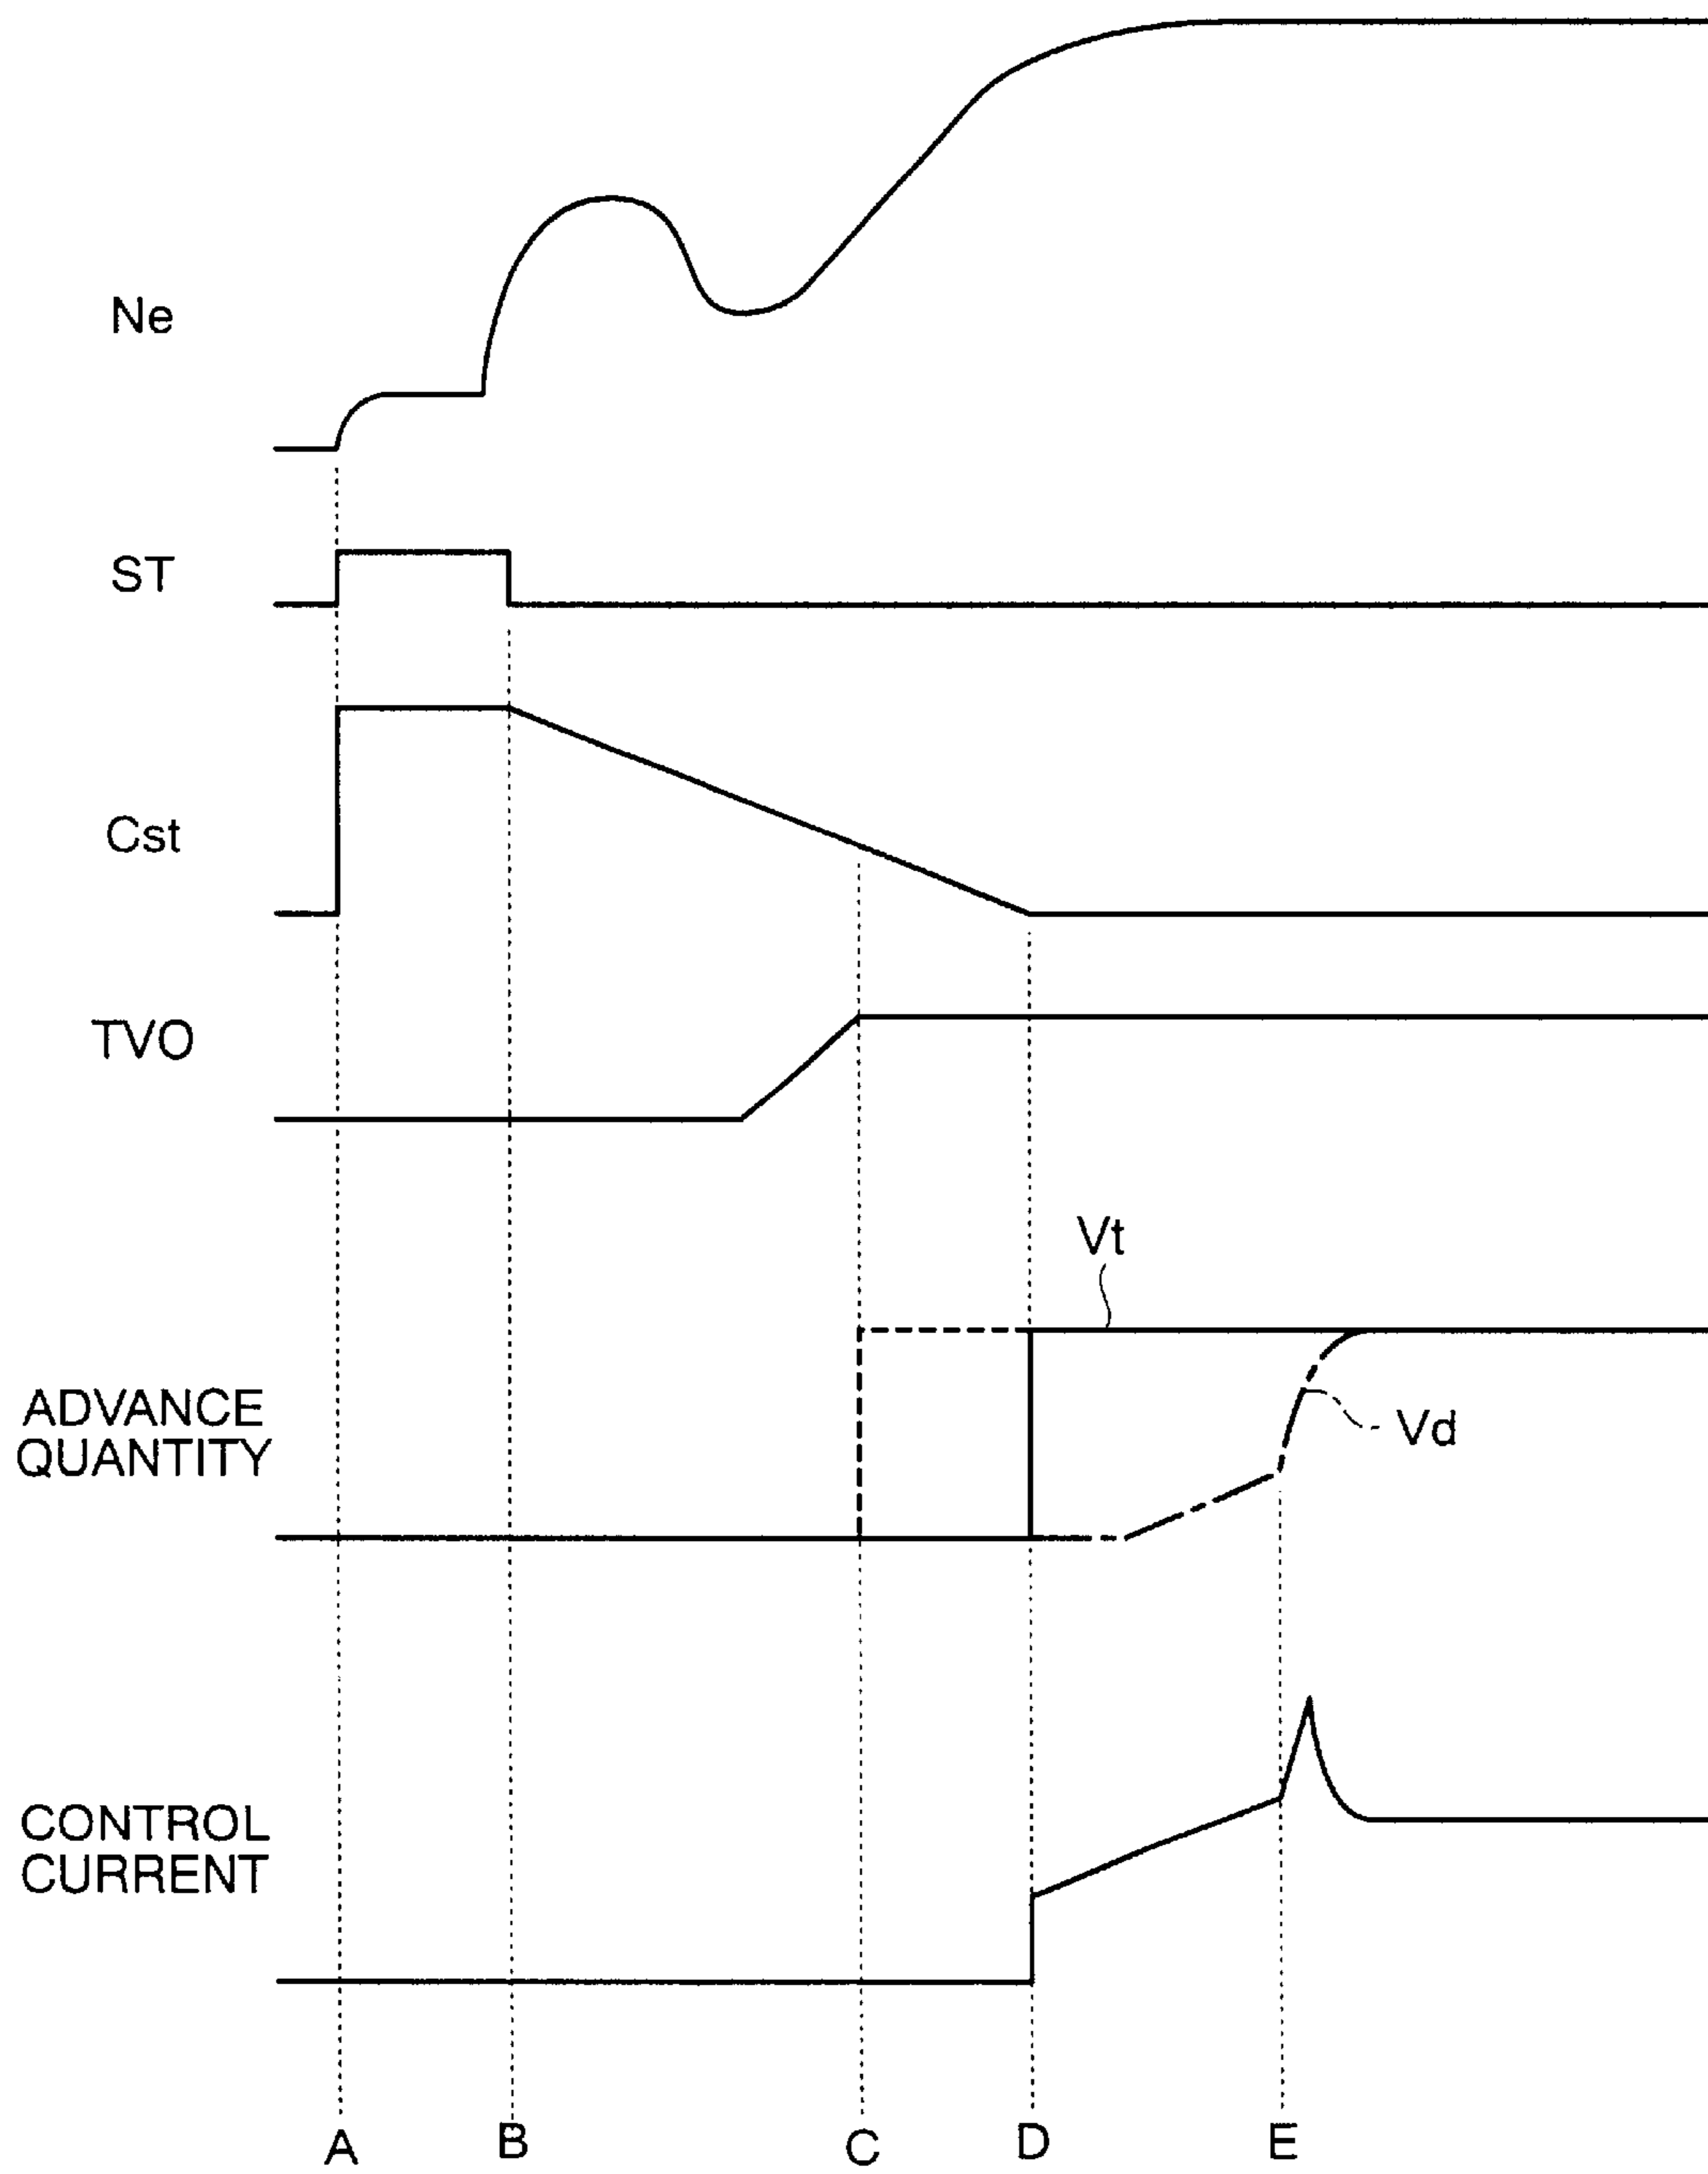 Ne
ST
Cst
TVO
Vt
ADVANCE
QUANTITY
Vd
CONTROL
CURRENT
A B C D E